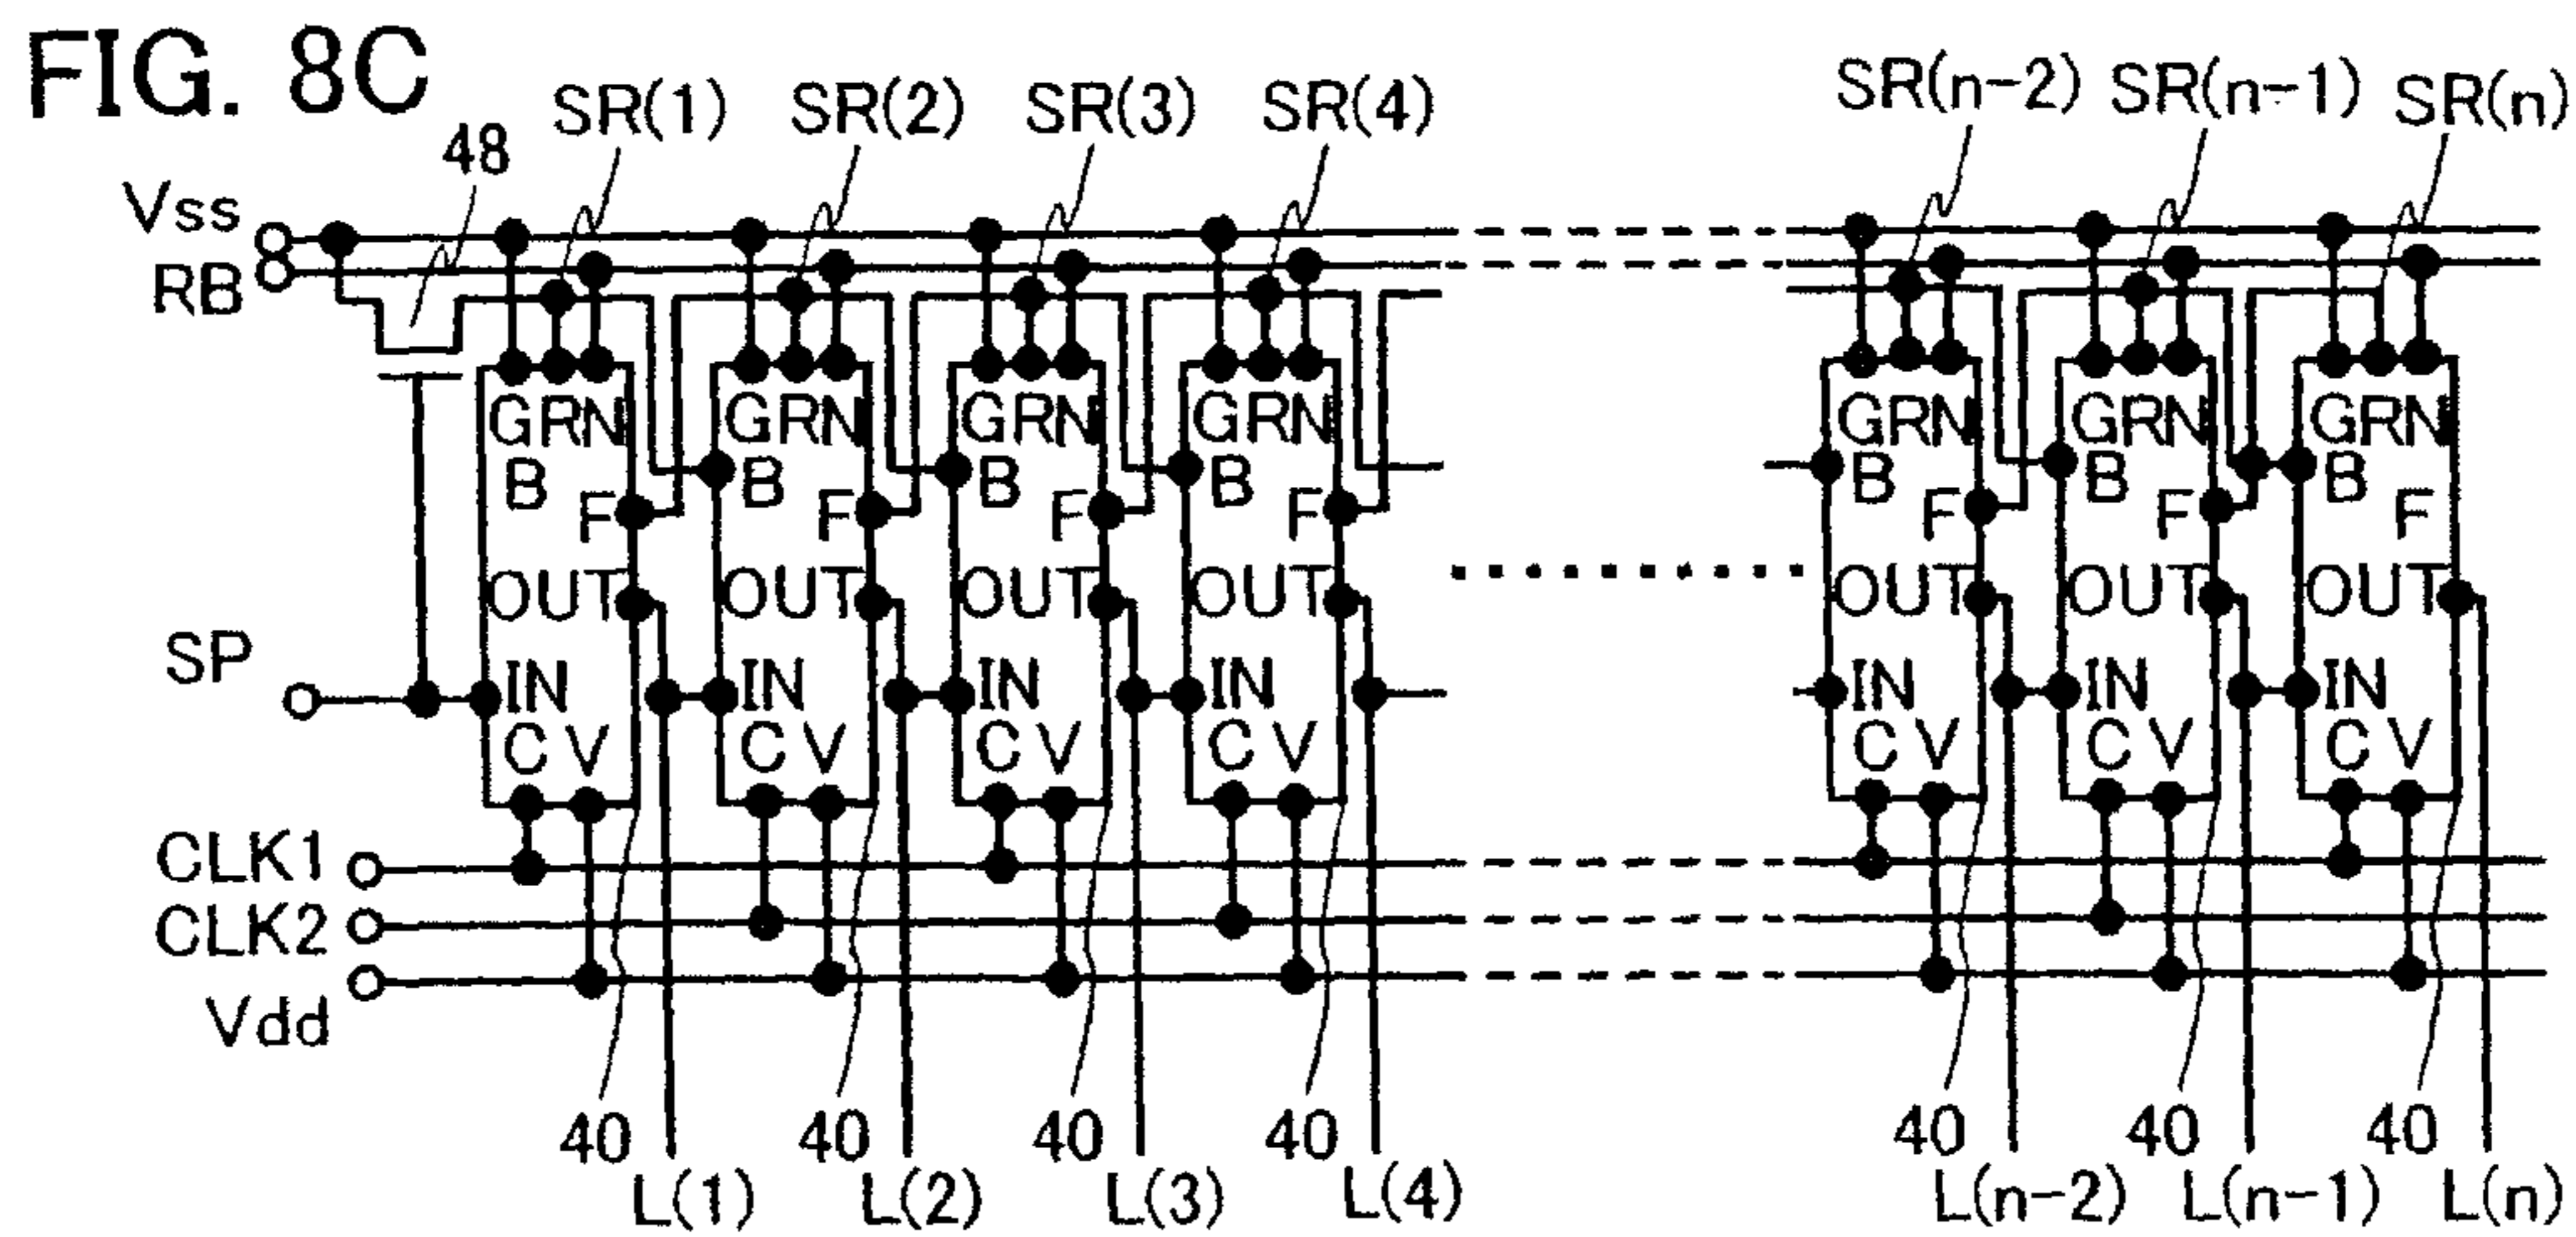 FIG. 8C
SR(1) SR(2) SR(3) SR(4) SR(n-2) SR(n-1) SR(n)
48
Vss
RB
GRN GRN GRN GRN GRN GRN GRN
B B B B B B B
F F F F F F F
OUT OUT OUT OUT OUT OUT OUT
SP
IN IN IN IN IN IN IN
C V C V C V C V C V C V C V
CLK1
CLK2
Vdd
40 40 40 40 40 40 40
L(1) L(2) L(3) L(4) L(n-2) L(n-1) L(n)